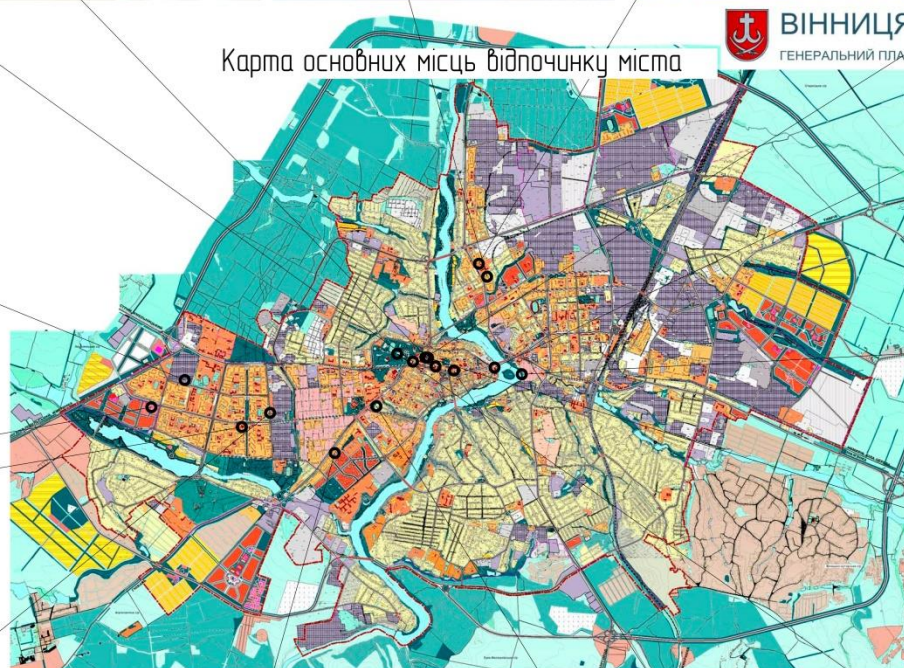 ВІННИЦЯ
ГЕНЕРАЛЬНИЙ ПЛА
Карта основних місць відпочинку міста